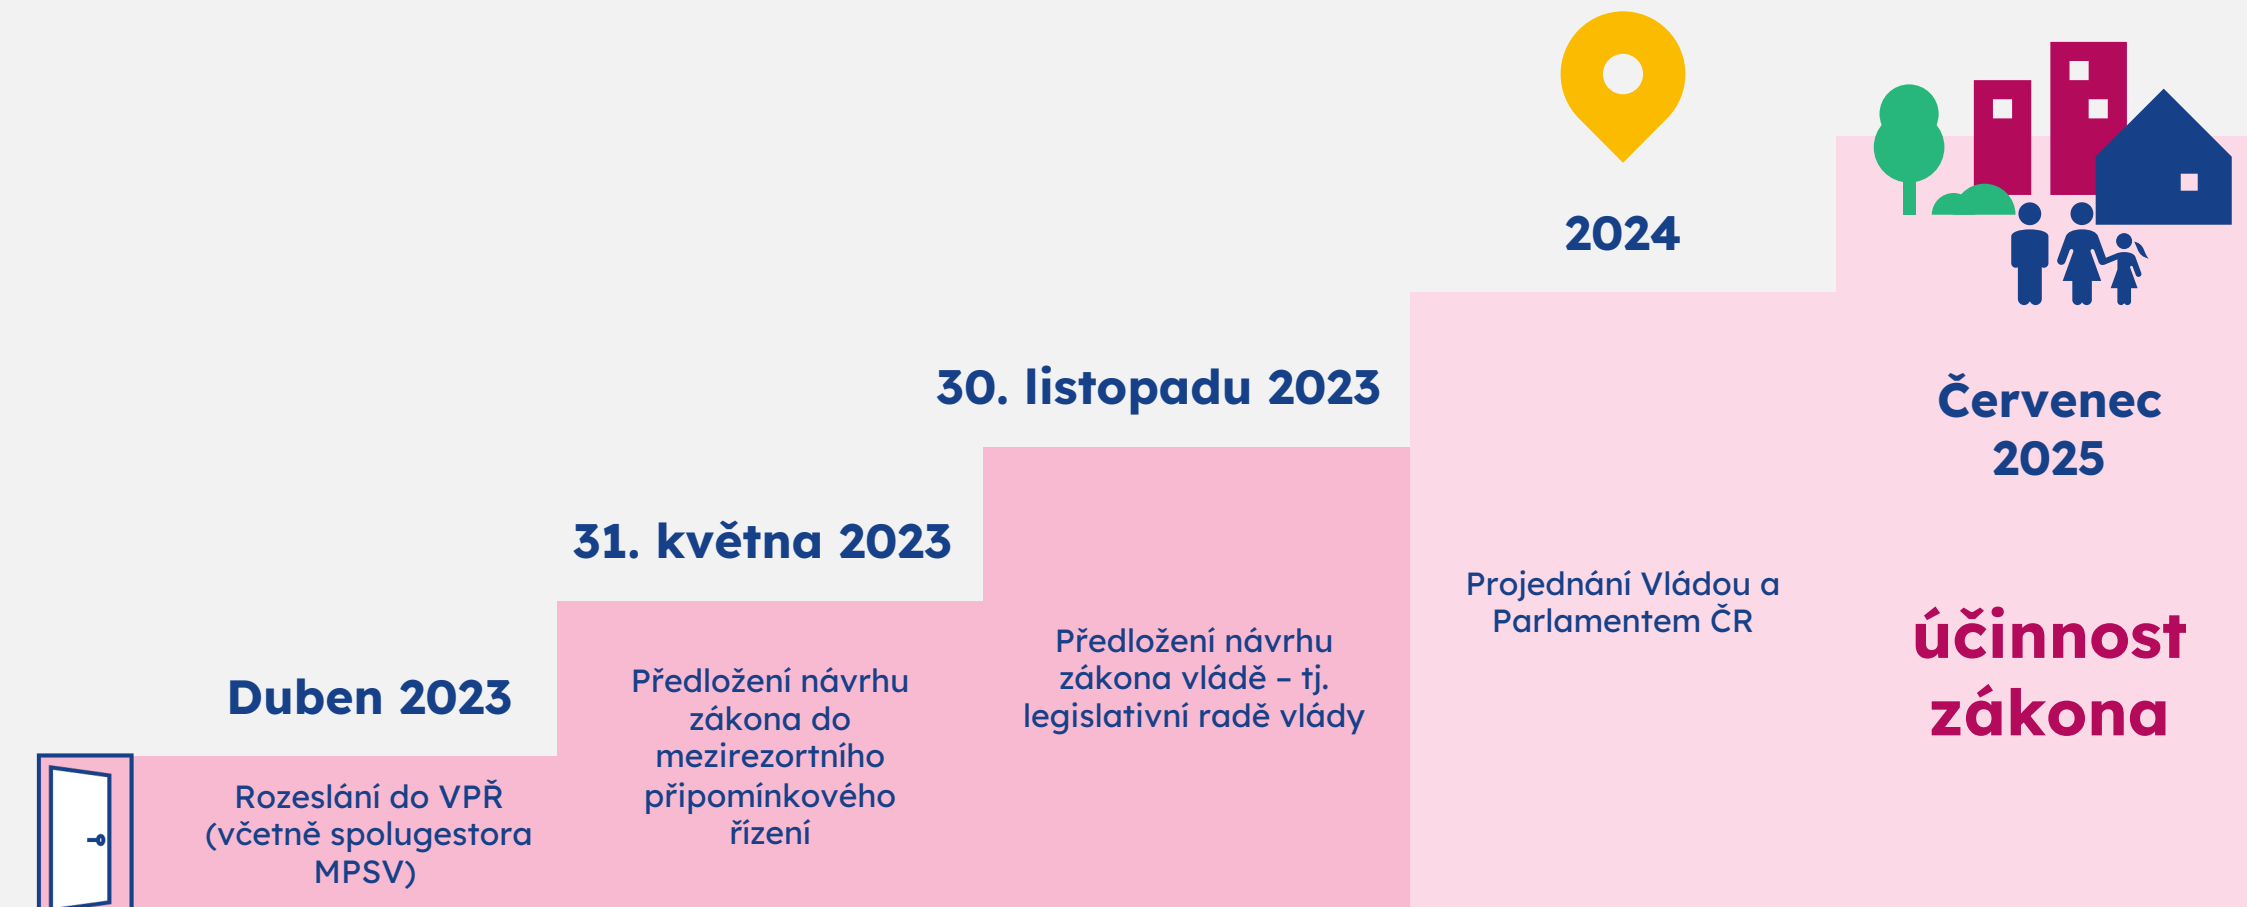 Duben 2023
Rozeslání do VPŘ
(včetně spolugestora
MPSV)
31. května 2023
Předložení návrhu
zákona do
mezirezortního
připomínkového
řízení
30. listopadu 2023
Předložení návrhu
zákona vládě – tj.
legislativní radě vlády
2024
Projednání Vládou a
Parlamentem ČR
Červenec
2025
účinnost
zákona